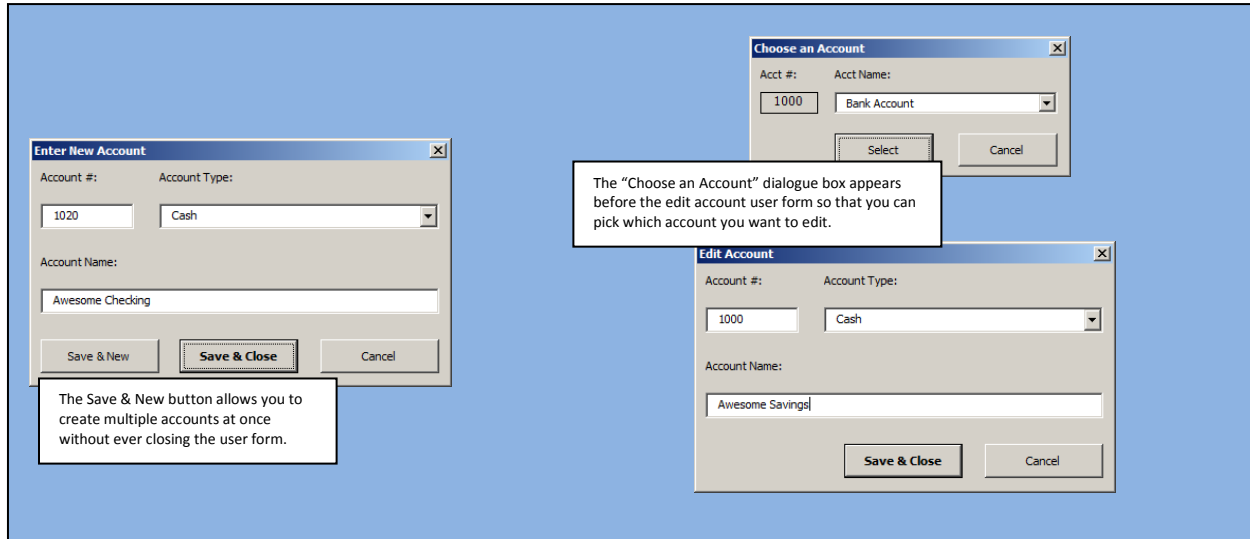 Enter New Account
Account #: Account Type:
1020 Cash
Account Name:
Awesome Checking
Save & New Save & Close Cancel
The Save & New button allows you to
create multiple accounts at once
without ever closing the user form.
Choose an Account
Acct #: Acct Name:
1000 Bank Account
Select Cancel
The “Choose an Account” dialogue box appears
before the edit account user form so that you can
pick which account you want to edit.
Edit Account
Account #: Account Type:
1000 Cash
Account Name:
Awesome Savings
Save & Close Cancel